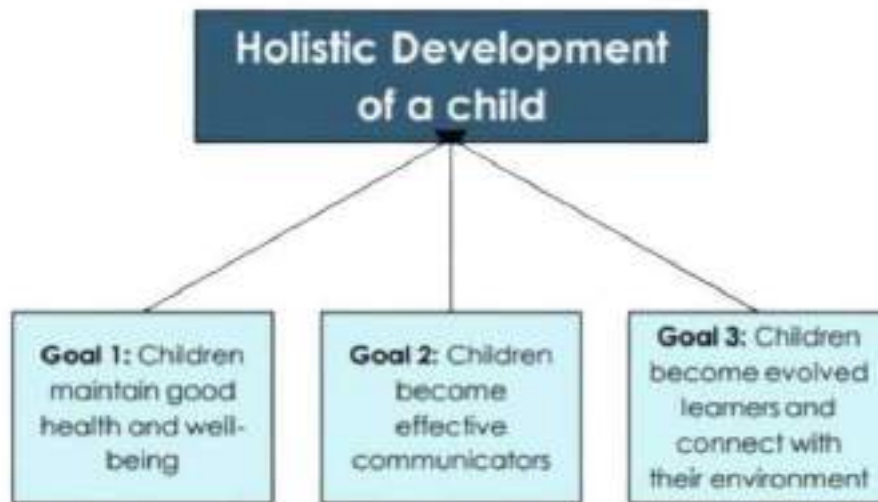 Holistic Development
of a child
Goal 1: Children
maintain good
health and well-
being
Goal 2: Children
become
effective
communicators
Goal 3: Children
become evolved
learners and
connect with
their environment